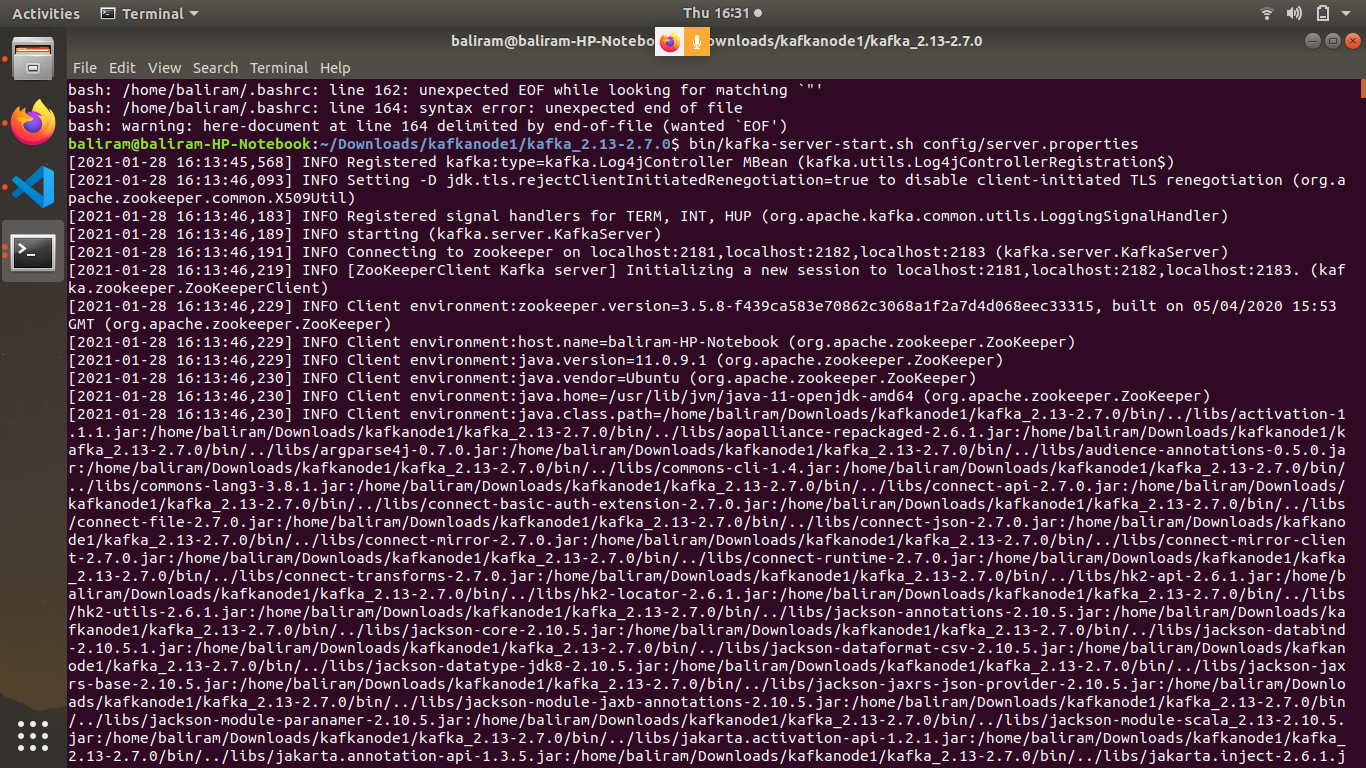 Activities
Terminal
Thu 16:31
baliram@baliram-HP-Notebo ownloads/kafkanode1/kafka_2.13-2.7.0
File Edit View Search Terminal Help
bash: /home/baliram/.bashrc: line 162: unexpected EOF while looking for matching `"'
bash: /home/baliram/.bashrc: line 164: syntax error: unexpected end of file
bash: warning: here-document at line 164 delimited by end-of-file (wanted `EOF')
baliram@baliram-HP-Notebook:~/Downloads/kafkanode1/kafka_2.13-2.7.0$ bin/kafka-server-start.sh config/server.properties
[2021-01-28 16:13:45,568] INFO Registered kafka:type=kafka.Log4jController MBean (kafka.utils.Log4jControllerRegistration$)
[2021-01-28 16:13:46,093] INFO Setting -D jdk.tls.rejectClientInitiatedRenegotiation=true to disable client-initiated TLS renegotiation (org.a
pache.zookeeper.common.X509Util)
[2021-01-28 16:13:46,183] INFO Registered signal handlers for TERM, INT, HUP (org.apache.kafka.common.utils.LoggingSignalHandler)
[2021-01-28 16:13:46,189] INFO starting (kafka.server.KafkaServer)
[2021-01-28 16:13:46,191] INFO Connecting to zookeeper on localhost:2181,localhost:2182,localhost:2183 (kafka.server.KafkaServer)
[2021-01-28 16:13:46,219] INFO [ZooKeeperClient Kafka server] Initializing a new session to localhost:2181,localhost:2182,localhost:2183. (kaf
ka.zookeeper.ZooKeeperClient)
[2021-01-28 16:13:46,229] INFO Client environment:zookeeper.version=3.5.8-f439ca583e70862c3068a1f2a7d4d068eec33315, built on 05/04/2020 15:53
GMT (org.apache.zookeeper.ZooKeeper)
[2021-01-28 16:13:46,229] INFO Client environment:host.name=baliram-HP-Notebook (org.apache.zookeeper.ZooKeeper)
[2021-01-28 16:13:46,229] INFO Client environment:java.version=11.0.9.1 (org.apache.zookeeper.ZooKeeper)
[2021-01-28 16:13:46,230] INFO Client environment:java.vendor=Ubuntu (org.apache.zookeeper.ZooKeeper)
[2021-01-28 16:13:46,230] INFO Client environment:java.home=/usr/lib/jvm/java-11-openjdk-amd64 (org.apache.zookeeper.ZooKeeper)
[2021-01-28 16:13:46,230] INFO Client environment:java.class.path=/home/baliram/Downloads/kafkanode1/kafka_2.13-2.7.0/bin/../libs/activation-1
.1.1.jar:/home/baliram/Downloads/kafkanode1/kafka_2.13-2.7.0/bin/../libs/aopalliance-repackaged-2.6.1.jar:/home/baliram/Downloads/kafkanode1/k
afka_2.13-2.7.0/bin/../libs/argparse4j-0.7.0.jar:/home/baliram/Downloads/kafkanode1/kafka_2.13-2.7.0/bin/../libs/audience-annotations-0.5.0.ja
r:/home/baliram/Downloads/kafkanode1/kafka_2.13-2.7.0/bin/../libs/commons-cli-1.4.jar:/home/baliram/Downloads/kafkanode1/kafka_2.13-2.7.0/bin/
../libs/commons-lang3-3.8.1.jar:/home/baliram/Downloads/kafkanode1/kafka_2.13-2.7.0/bin/../libs/connect-api-2.7.0.jar:/home/baliram/Downloads/
kafkanode1/kafka_2.13-2.7.0/bin/../libs/connect-basic-auth-extension-2.7.0.jar:/home/baliram/Downloads/kafkanode1/kafka_2.13-2.7.0/bin/../libs
/connect-file-2.7.0.jar:/home/baliram/Downloads/kafkanode1/kafka_2.13-2.7.0/bin/../libs/connect-json-2.7.0.jar:/home/baliram/Downloads/kafkano
de1/kafka_2.13-2.7.0/bin/../libs/connect-mirror-2.7.0.jar:/home/baliram/Downloads/kafkanode1/kafka_2.13-2.7.0/bin/../libs/connect-mirror-clien
t-2.7.0.jar:/home/baliram/Downloads/kafkanode1/kafka_2.13-2.7.0/bin/../libs/connect-runtime-2.7.0.jar:/home/baliram/Downloads/kafkanode1/kafka
_2.13-2.7.0/bin/../libs/connect-transforms-2.7.0.jar:/home/baliram/Downloads/kafkanode1/kafka_2.13-2.7.0/bin/../libs/hk2-api-2.6.1.jar:/home/b
aliram/Downloads/kafkanode1/kafka_2.13-2.7.0/bin/../libs/hk2-locator-2.6.1.jar:/home/baliram/Downloads/kafkanode1/kafka_2.13-2.7.0/bin/../libs
/hk2-utils-2.6.1.jar:/home/baliram/Downloads/kafkanode1/kafka_2.13-2.7.0/bin/../libs/jackson-annotations-2.10.5.jar:/home/baliram/Downloads/ka
fkanode1/kafka_2.13-2.7.0/bin/../libs/jackson-core-2.10.5.jar:/home/baliram/Downloads/kafkanode1/kafka_2.13-2.7.0/bin/../libs/jackson-databind
-2.10.5.1.jar:/home/baliram/Downloads/kafkanode1/kafka_2.13-2.7.0/bin/../libs/jackson-dataformat-csv-2.10.5.jar:/home/baliram/Downloads/kafkan
ode1/kafka_2.13-2.7.0/bin/../libs/jackson-datatype-jdk8-2.10.5.jar:/home/baliram/Downloads/kafkanode1/kafka_2.13-2.7.0/bin/../libs/jackson-jax
rs-base-2.10.5.jar:/home/baliram/Downloads/kafkanode1/kafka_2.13-2.7.0/bin/../libs/jackson-jaxrs-json-provider-2.10.5.jar:/home/baliram/Downlo
ads/kafkanode1/kafka_2.13-2.7.0/bin/../libs/jackson-module-jaxb-annotations-2.10.5.jar:/home/baliram/Downloads/kafkanode1/kafka_2.13-2.7.0/bin
/../libs/jackson-module-paranamer-2.10.5.jar:/home/baliram/Downloads/kafkanode1/kafka_2.13-2.7.0/bin/../libs/jackson-module-scala_2.13-2.10.5.
jar:/home/baliram/Downloads/kafkanode1/kafka_2.13-2.7.0/bin/../libs/jakarta.activation-api-1.2.1.jar:/home/baliram/Downloads/kafkanode1/kafka_
2.13-2.7.0/bin/../libs/jakarta.annotation-api-1.3.5.jar:/home/baliram/Downloads/kafkanode1/kafka_2.13-2.7.0/bin/../libs/jakarta.inject-2.6.1.j